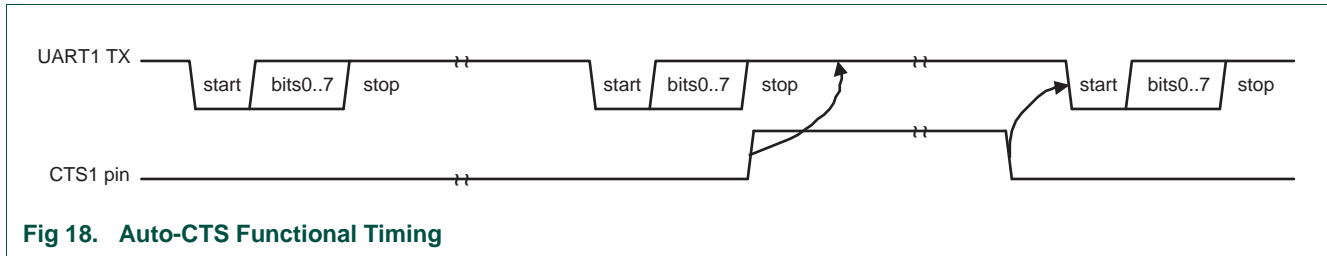 UART1 TX
start bits0..7 stop start bits0..7 stop start bits0..7 stop
CTS1 pin
Fig 18. Auto-CTS Functional Timing